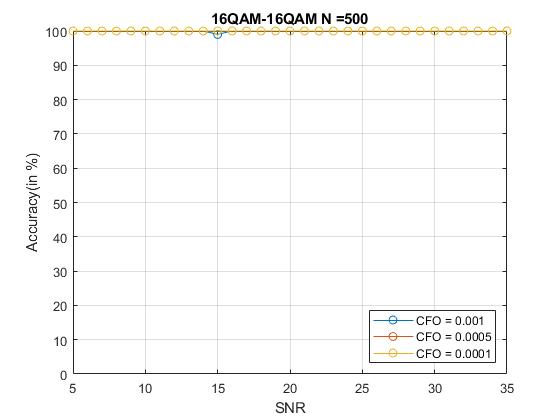 16QAM-16QAM N =500
100
90
80
70
60
50
40
30
20
10
0
Accuracy(in %)
5 10 15 20 25 30 35
SNR
CFO = 0.001
CFO = 0.0005
CFO = 0.0001